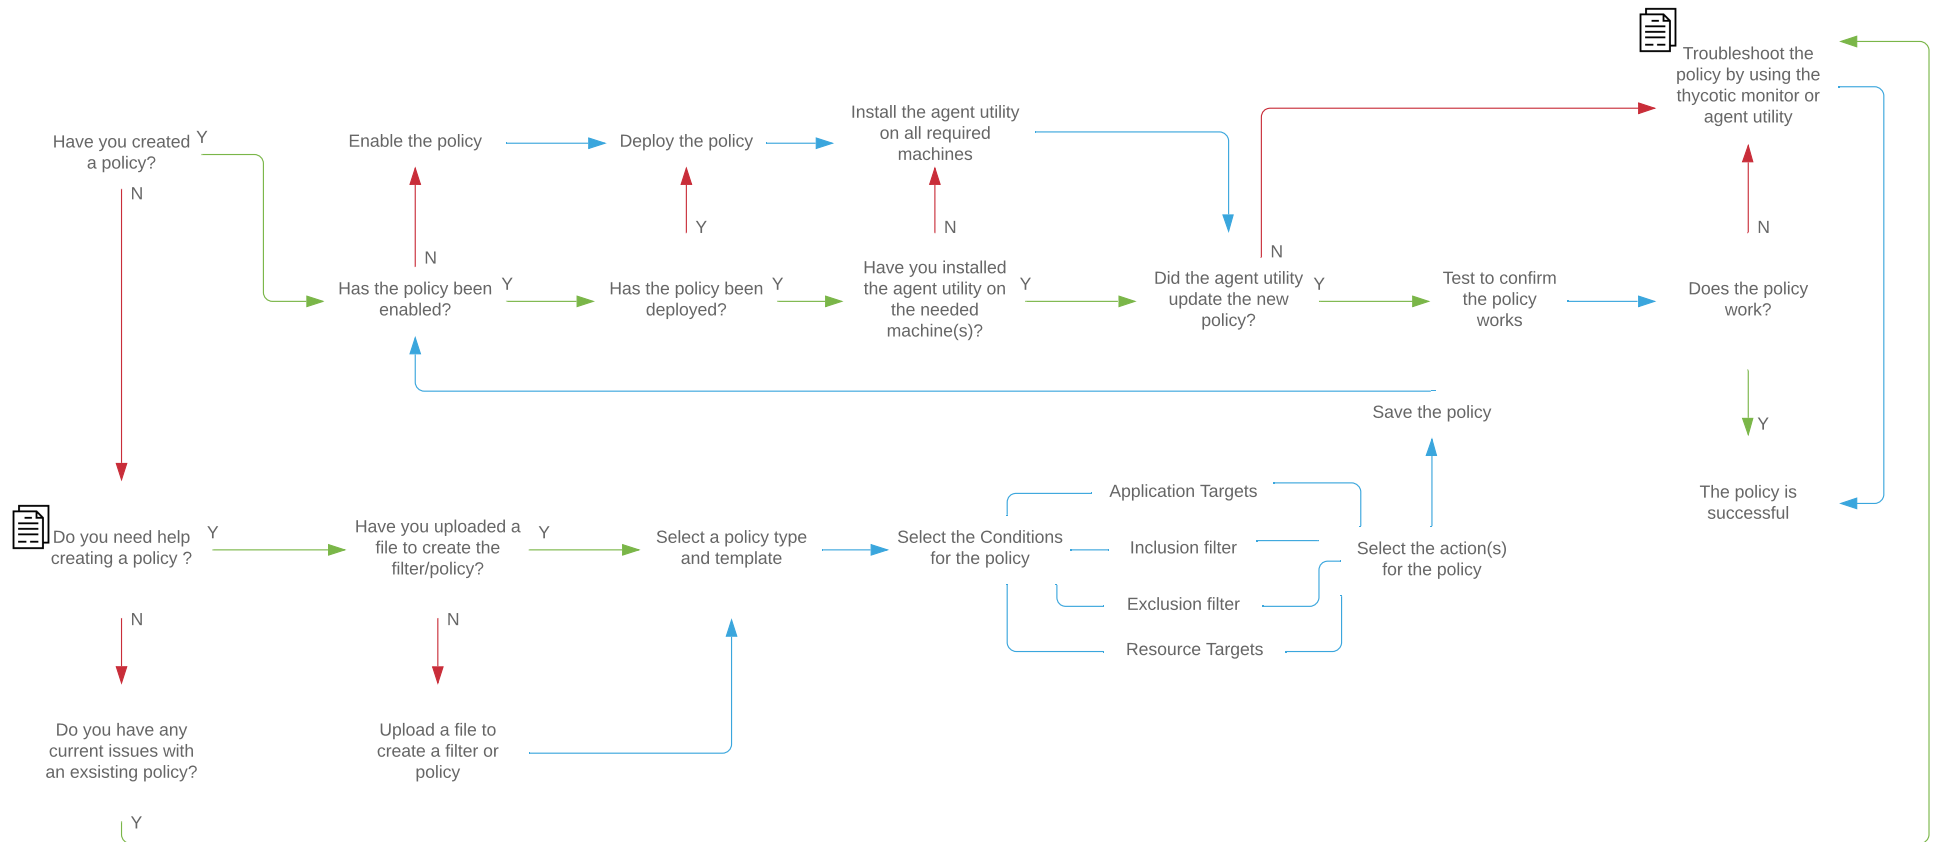 Troubleshoot the
policy by using the
thycotic monitor or
agent utility
Have you created
a policy?
Y
N
Enable the policy
Deploy the policy
Install the agent utility
on all required
machines
N
Y
N
N
N
Has the policy been
enabled?
Y
Has the policy been
deployed?
Y
Have you installed
the agent utility on
the needed
machine(s)?
Y
Did the agent utility
update the new
policy?
Y
Test to confirm
the policy
works
Does the policy
work?
Y
Save the policy
The policy is
successful
Do you need help
creating a policy ?
Y
N
Have you uploaded a
file to create the
filter/policy?
Y
N
Select a policy type
and template
Select the Conditions
for the policy
Application Targets
Inclusion filter
Exclusion filter
Resource Targets
Select the action(s)
for the policy
Do you have any
current issues with
an exsisting policy?
Y
Upload a file to
create a filter or
policy